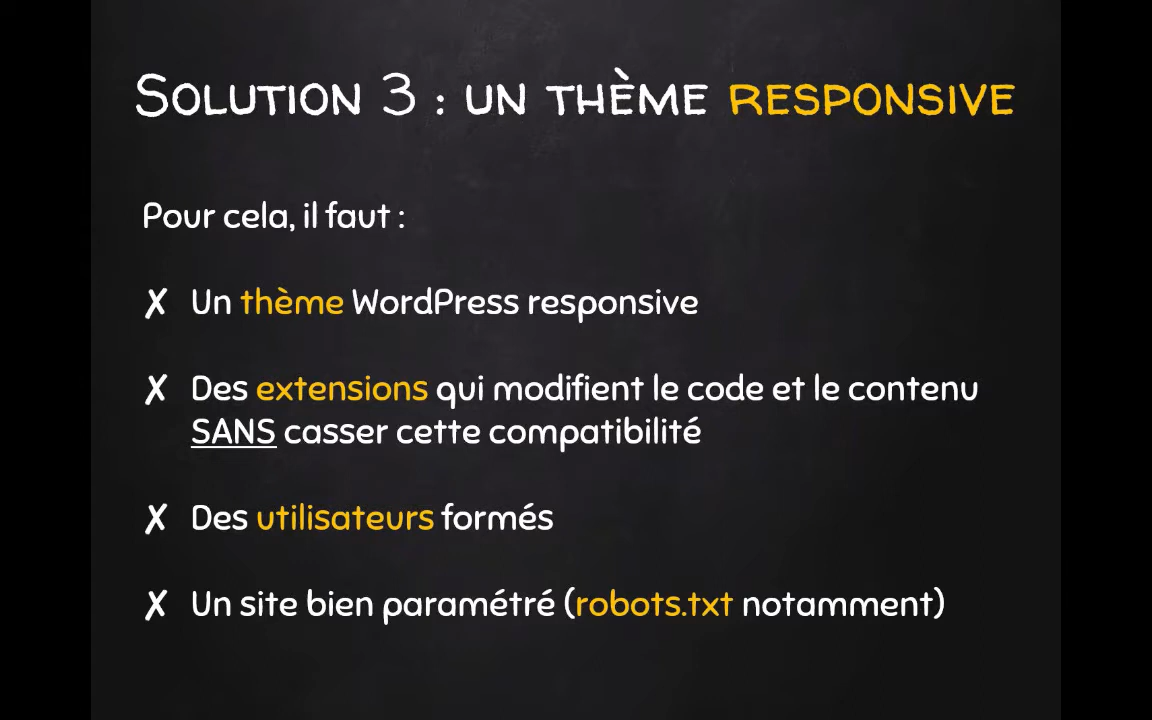 Solution 3 : un thème responsive
Pour cela, il faut :
✗ Un thème WordPress responsive
✗ Des extensions qui modifient le code et le contenu
SANS casser cette compatibilité
✗ Des utilisateurs formés
✗ Un site bien paramétré (robots.txt notamment)